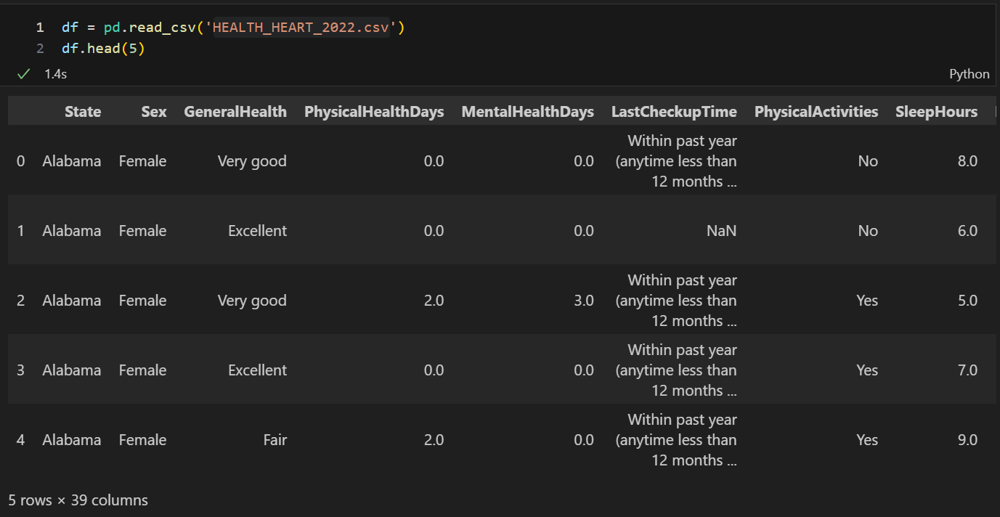 1 df = pd.read_csv('HEALTH_HEART_2022.csv')
2 df.head(5)
1.4s Python
State Sex GeneralHealth PhysicalHealthDays MentalHealthDays LastCheckupTime PhysicalActivities SleepHours
Within past year
0 Alabama Female Very good 0.0 0.0 (anytime less than No 8.0
12 months ...
1 Alabama Female Excellent 0.0 0.0 NaN No 6.0
Within past year
2 Alabama Female Very good 2.0 3.0 (anytime less than Yes 5.0
12 months ...
Within past year
3 Alabama Female Excellent 0.0 0.0 (anytime less than Yes 7.0
12 months ...
Within past year
4 Alabama Female Fair 2.0 0.0 (anytime less than Yes 9.0
12 months ...
5 rows × 39 columns